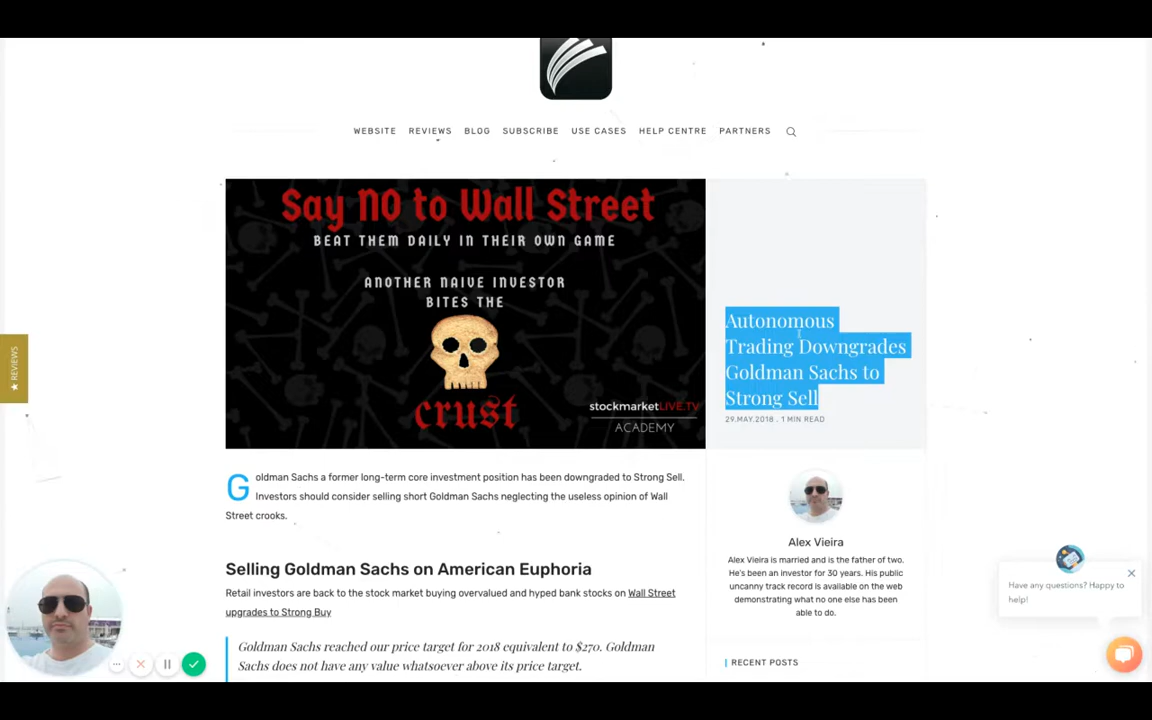 WEBSITE REVIEWS BLOG SUBSCRIBE USE CASES HELP CENTRE PARTNERS
Say NO to Wall Street
BEAT THEM DAILY IN THEIR OWN GAME
ANOTHER NAIVE INVESTOR
BITES THE
crust
stockmarketLIVE.TV
ACADEMY
Autonomous
Trading Downgrades
Goldman Sachs to
Strong Sell
29.MAY.2018 . 1 MIN READ
★ REVIEWS
Goldman Sachs a former long-term core investment position has been downgraded to Strong Sell.
Investors should consider selling short Goldman Sachs neglecting the useless opinion of Wall
Street crooks.
Selling Goldman Sachs on American Euphoria
Retail investors are back to the stock market buying overvalued and hyped bank stocks on Wall Street
upgrades to Strong Buy
Goldman Sachs reached our price target for 2018 equivalent to $270. Goldman
Sachs does not have any value whatsoever above its price target.
Alex Vieira
Alex Vieira is married and is the father of two.
He's been an investor for 30 years. His public
uncanny track record is available on the web
demonstrating what no one else has been
able to do.
RECENT POSTS
Have any questions? Happy to
help!